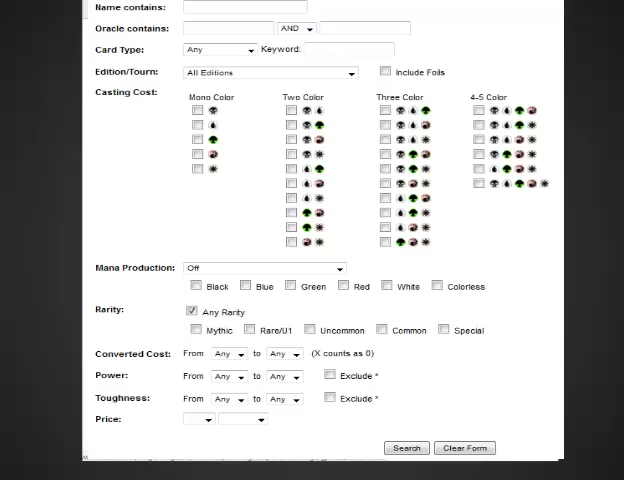 Name contains:
Oracle contains: AND
Card Type: Any Keyword:
Edition/Tourn: All Editions Include Foils
Casting Cost: Mono Color Two Color Three Color 4-5 Color
Mana Production: Off
Black Blue Green Red White Colorless
Rarity: Any Rarity
Mythic Rare/U1 Uncommon Common Special
Converted Cost: From Any to Any (X counts as 0)
Power: From Any to Any Exclude *
Toughness: From Any to Any Exclude *
Price:
Search Clear Form